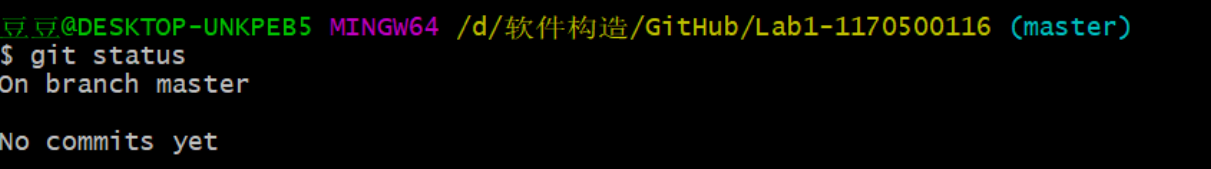 豆豆@DESKTOP-UNKPEB5 MINGW64 /d/软件构造/GitHub/Lab1-1170500116 (master)
$ git status
On branch master
No commits yet